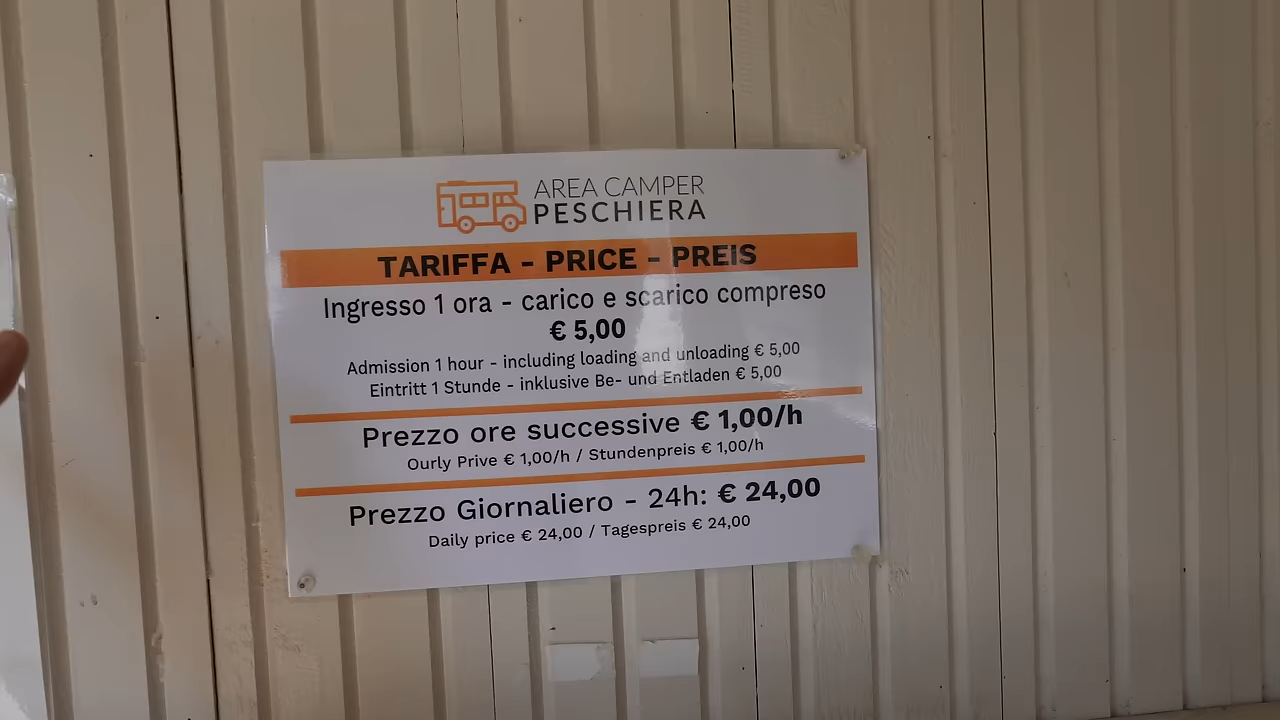 AREA CAMPER
PESCHIERA
TARIFFA - PRICE - PREIS
Ingresso 1 ora - carico e scarico compreso
€ 5,00
Admission 1 hour - including loading and unloading € 5,00
Eintritt 1 Stunde - inklusive Be- und Entladen € 5,00
Prezzo ore successive € 1,00/h
Ourly Prive € 1,00/h / Stundenpreis € 1,00/h
Prezzo Giornaliero - 24h: € 24,00
Daily price € 24,00 / Tagespreis € 24,00